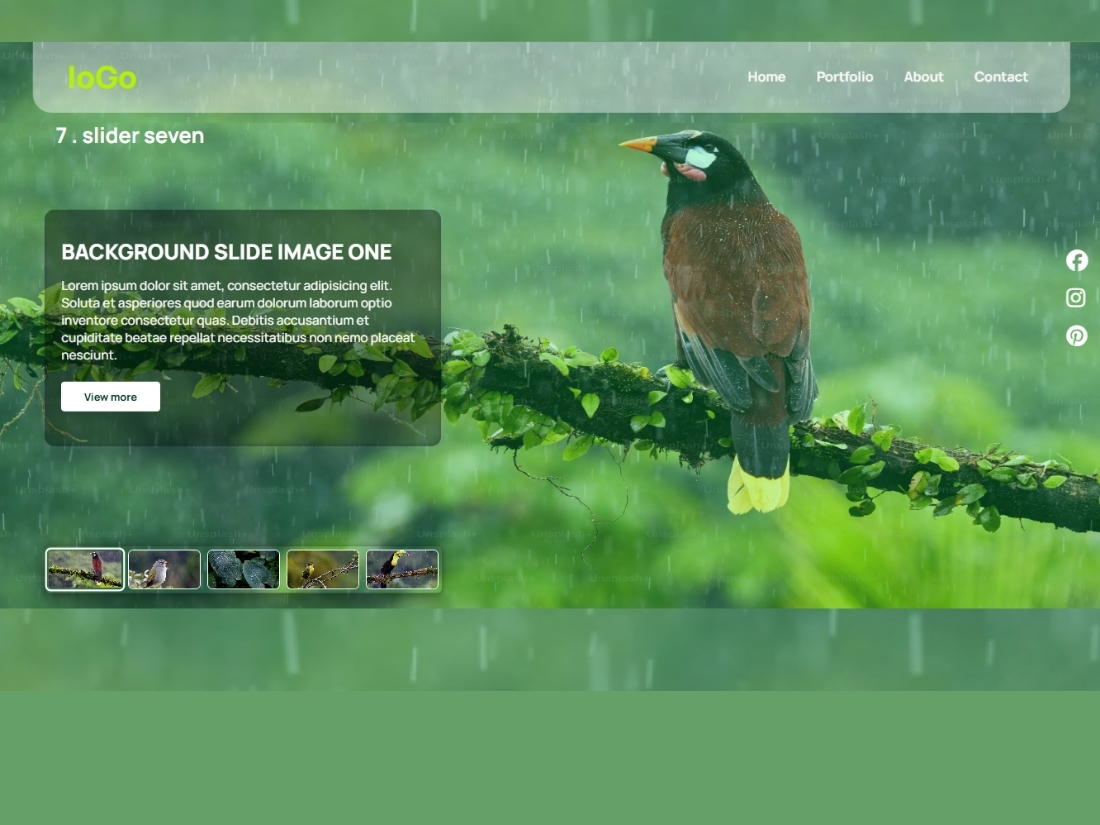 loGo
Home Portfolio About Contact
7 . slider seven
BACKGROUND SLIDE IMAGE ONE
Lorem ipsum dolor sit amet, consectetur adipisicing elit.
Soluta et asperiores quod earum dolorum laborum optio
inventore consectetur quas. Debitis accusantium et
cupiditate beatae repellat necessitatibus non nemo placeat
nesciunt.
View more
Unsplash+